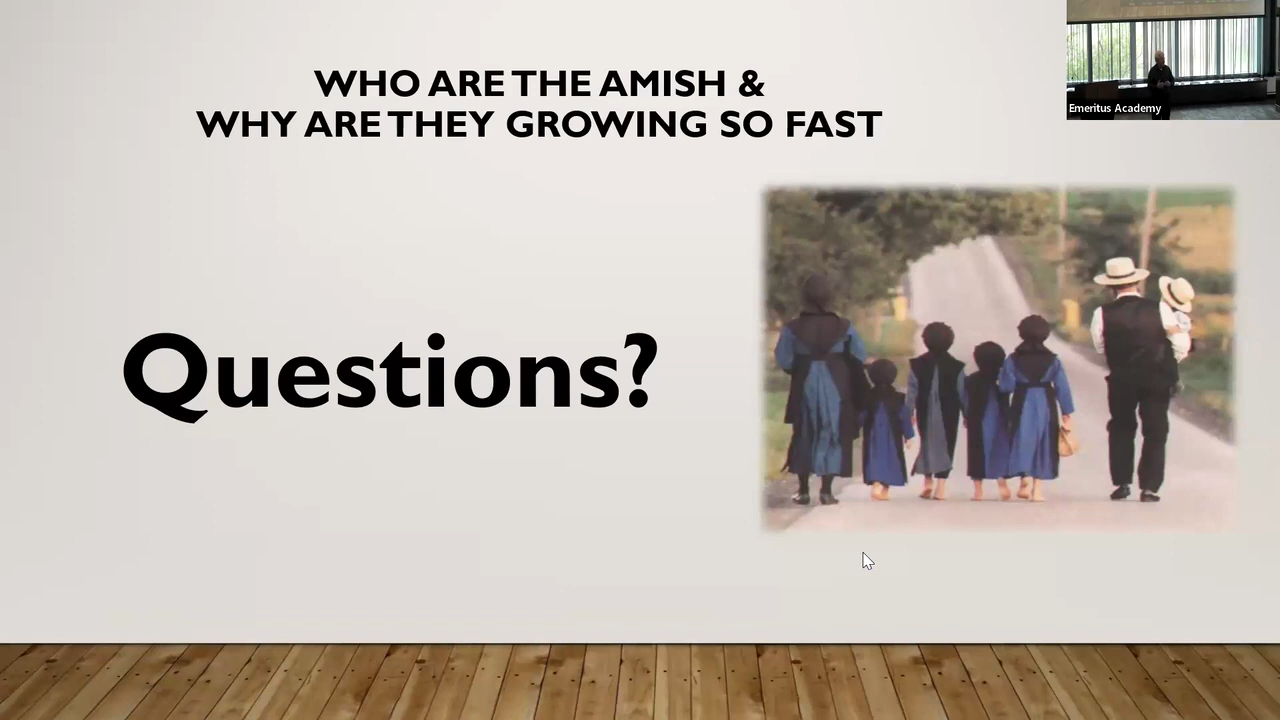 WHO ARE THE AMISH &
WHY ARE THEY GROWING SO FAST
Emeritus Academy
Questions?